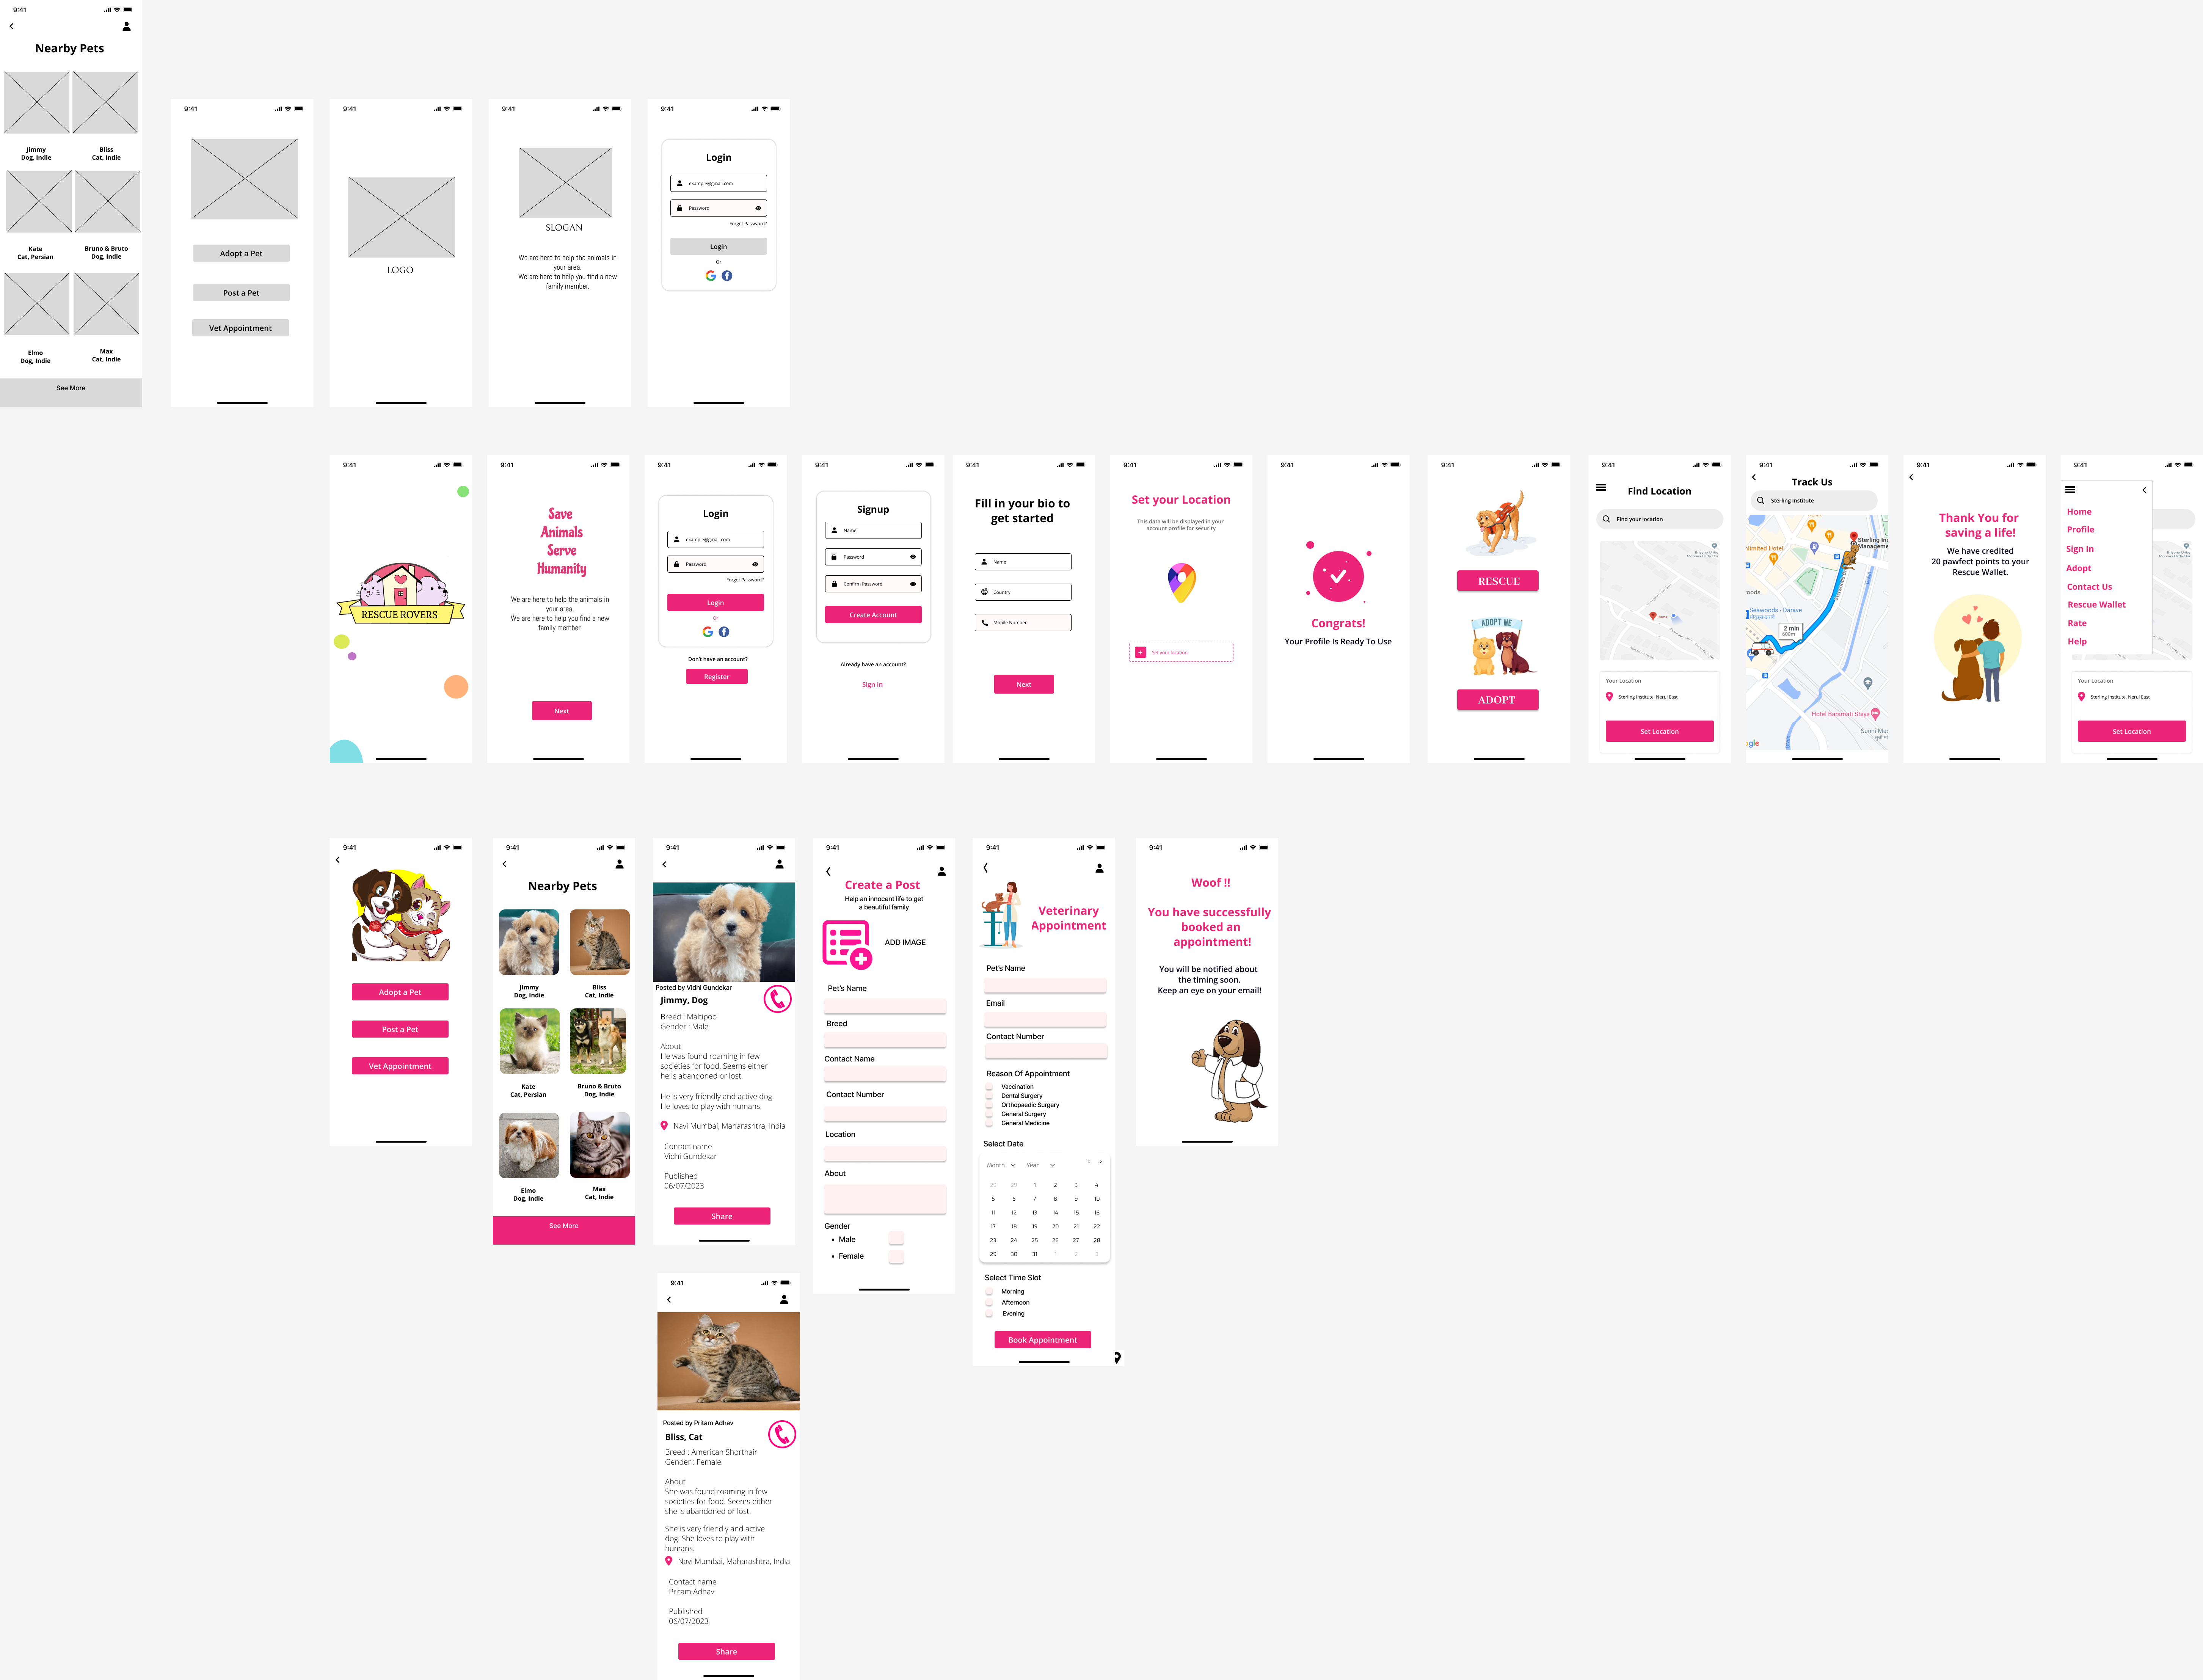 9:41
Nearby Pets
Jimmy
Dog, Indie
Bliss
Cat, Indie
Kate
Cat, Persian
Bruno & Bruto
Dog, Indie
Elmo
Dog, Indie
Max
Cat, Indie
See More
9:41
Adopt a Pet
Post a Pet
Vet Appointment
9:41
LOGO
9:41
SLOGAN
We are here to help the animals in
your area.
We are here to help you find a new
family member.
9:41
Login
example@gmail.com
Password
Forget Password?
Login
Or
9:41
RESCUE ROVERS
9:41
Save
Animals
Serve
Humanity
We are here to help the animals in
your area.
We are here to help you find a new
family member.
Next
9:41
Login
example@gmail.com
Password
Forget Password?
Login
Or
Don't have an account?
Register
9:41
Signup
Name
Password
Confirm Password
Create Account
Already have an account?
Sign in
9:41
Fill in your bio to
get started
Name
Country
Mobile Number
Next
9:41
Set your Location
This data will be displayed in your
account profile for security
Set your location
9:41
Congrats!
Your Profile Is Ready To Use
9:41
RESCUE
ADOPT ME
ADOPT
9:41
Find Location
Find your location
Your Location
Sterling Institute, Nerul East
Set Location
9:41
Track Us
Sterling Institute
limited Hotel
Sterling Ins
Manageme
oods
Seawoods - Darave
2 min
600m
Hotel Baramati Stays
Sunni Mas
gle
9:41
Thank You for
saving a life!
We have credited
20 pawfect points to your
Rescue Wallet.
9:41
Home
Profile
Sign In
Adopt
Contact Us
Rescue Wallet
Rate
Help
Your Location
Sterling Institute, Nerul East
Set Location
9:41
Adopt a Pet
Post a Pet
Vet Appointment
9:41
Nearby Pets
Jimmy
Dog, Indie
Bliss
Cat, Indie
Kate
Cat, Persian
Bruno & Bruto
Dog, Indie
Elmo
Dog, Indie
Max
Cat, Indie
See More
9:41
Posted by Vidhi Gundekar
Jimmy, Dog
Breed : Maltipoo
Gender : Male
About
He was found roaming in few
societies for food. Seems either
he is abandoned or lost.
He is very friendly and active dog.
He loves to play with humans.
Navi Mumbai, Maharashtra, India
Contact name
Vidhi Gundekar
Published
06/07/2023
Share
9:41
Create a Post
Help an innocent life to get
a beautiful family
ADD IMAGE
Pet's Name
Breed
Contact Name
Contact Number
Location
About
Gender
• Male
• Female
9:41
Veterinary
Appointment
Pet's Name
Email
Contact Number
Reason Of Appointment
Vaccination
Dental Surgery
Orthopaedic Surgery
General Surgery
General Medicine
Select Date
Month Year
29 29 1 2 3 4
5 6 7 8 9 10
11 12 13 14 15 16
17 18 19 20 21 22
23 24 25 26 27 28
29 30 31 1 2 3
Select Time Slot
Morning
Afternoon
Evening
Book Appointment
9:41
Woof !!
You have successfully
booked an
appointment!
You will be notified about
the timing soon.
Keep an eye on your email!
9:41
Posted by Pritam Adhav
Bliss, Cat
Breed : American Shorthair
Gender : Female
About
She was found roaming in few
societies for food. Seems either
she is abandoned or lost.
She is very friendly and active
dog. She loves to play with
humans.
Navi Mumbai, Maharashtra, India
Contact name
Pritam Adhav
Published
06/07/2023
Share